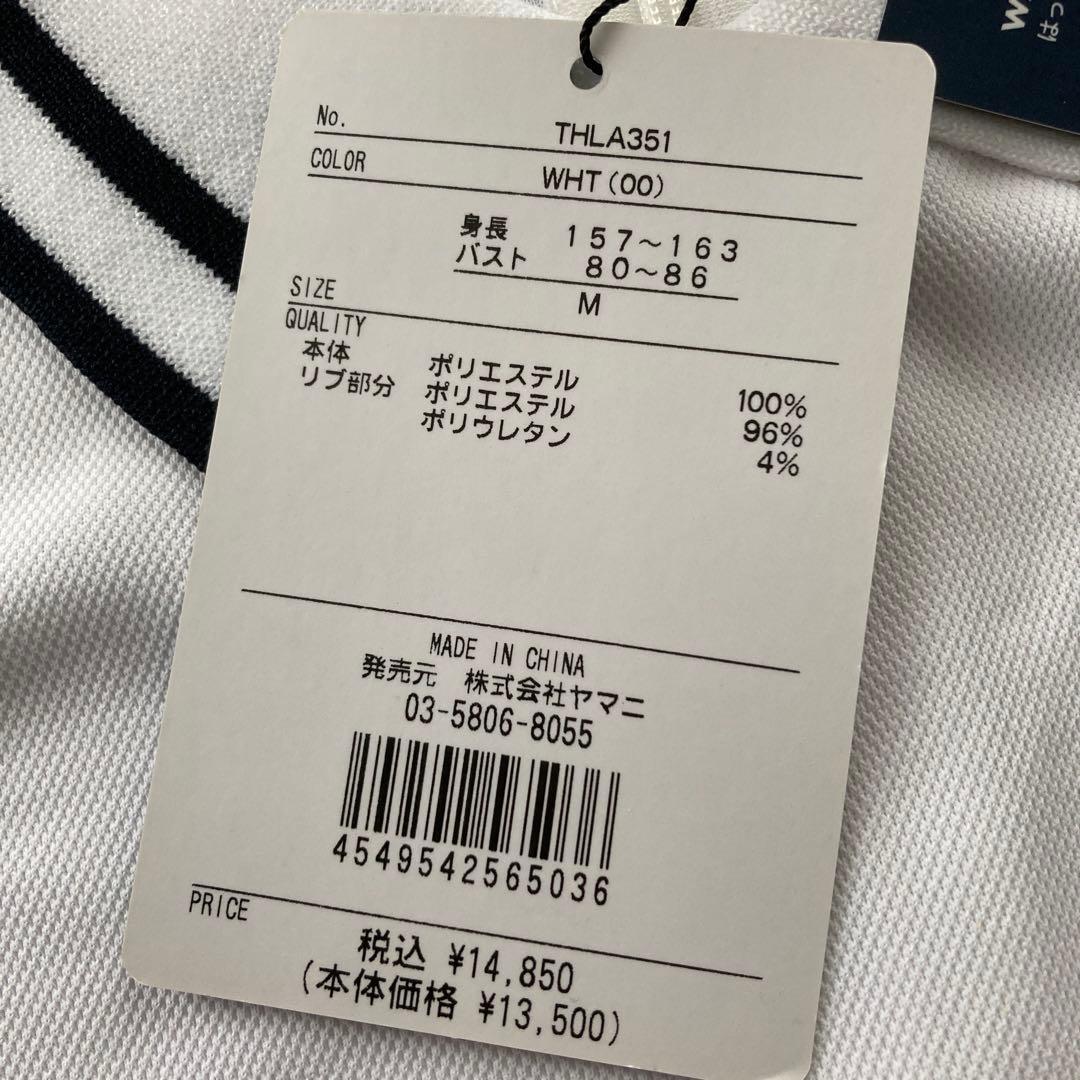 No. THLA351
COLOR WHT(00)
身長 157〜163
バスト 80〜86
SIZE M
QUALITY
本体 ポリエステル 100%
リブ部分 ポリエステル 96%
ポリウレタン 4%
MADE IN CHINA
発売元 株式会社ヤマニ
03-5806-8055
4549542565036
PRICE
税込 ¥14,850
(本体価格 ¥13,500)
はっ